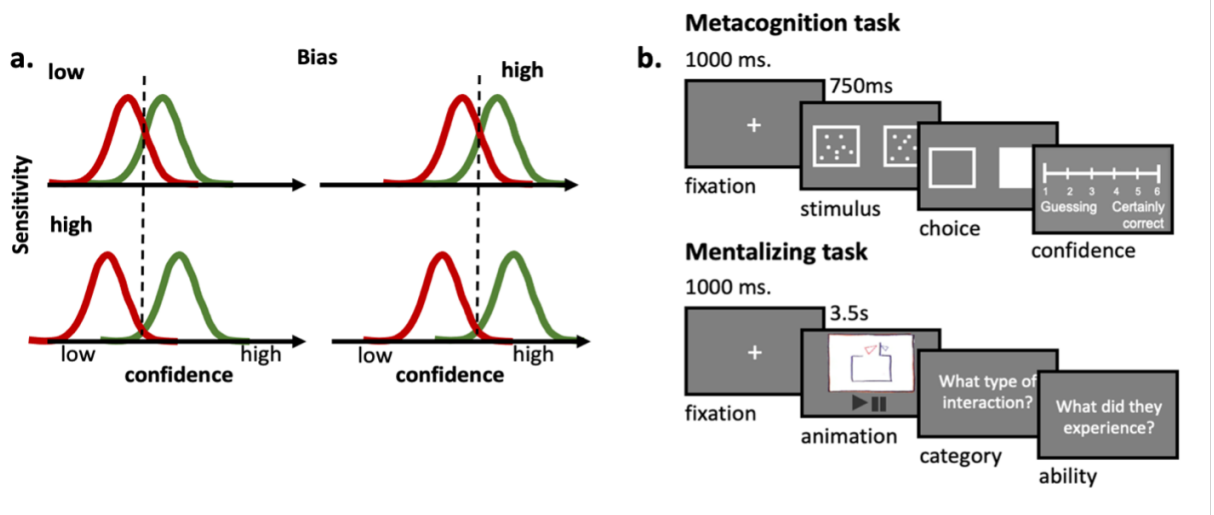 a.
Bias
low
high
Sensitivity
high
low
high
confidence
low
high
confidence
b.
Metacognition task
1000 ms.
+
fixation
750ms
stimulus
choice
1 2 3 4 5 6
Guessing Certainly
correct
confidence
Mentalizing task
1000 ms.
+
fixation
3.5s
animation
What type of
interaction?
category
What did they
experience?
ability